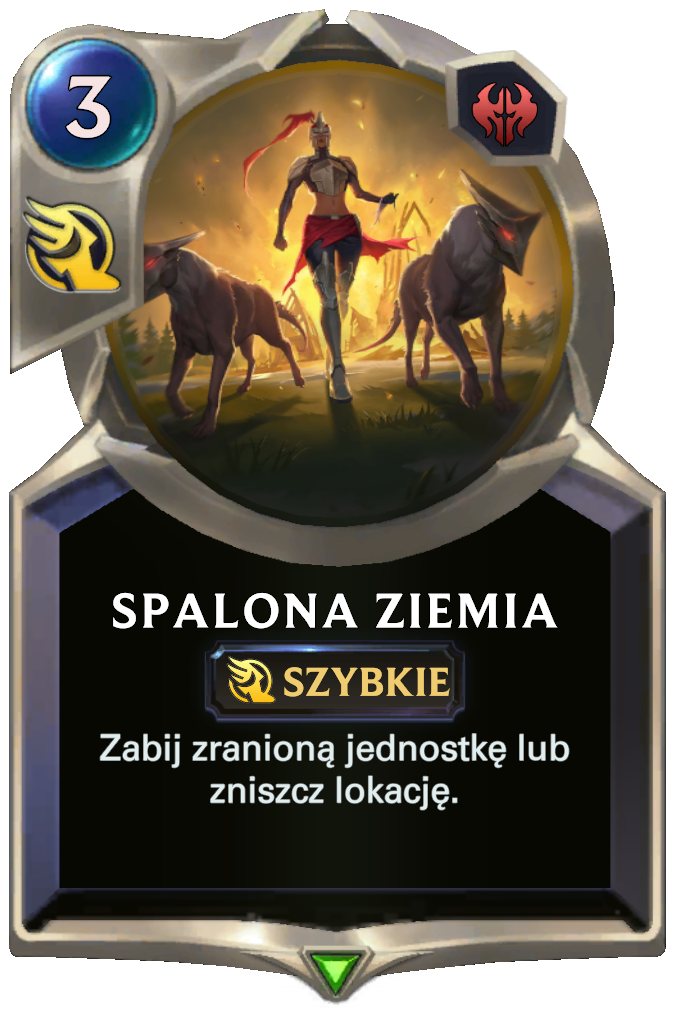 3
SPALONA ZIEMIA
SZYBKIE
Zabij zranioną jednostkę lub
zniszcz lokację.